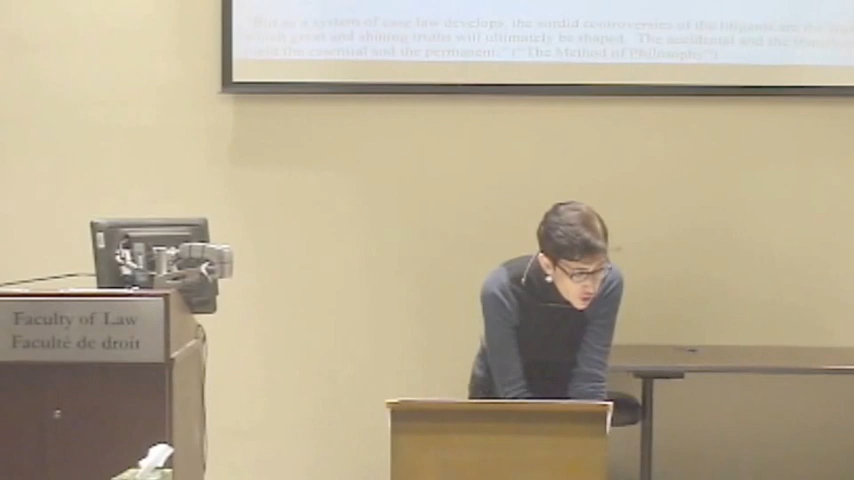 But as a system of case law develops, the sordid controversies of the litigants are the
which great and shining truths will ultimately be shaped. The accidental and the
and the essential and the permanent." ("The Method of Philosophy")
Faculty of Law
Faculté de droit